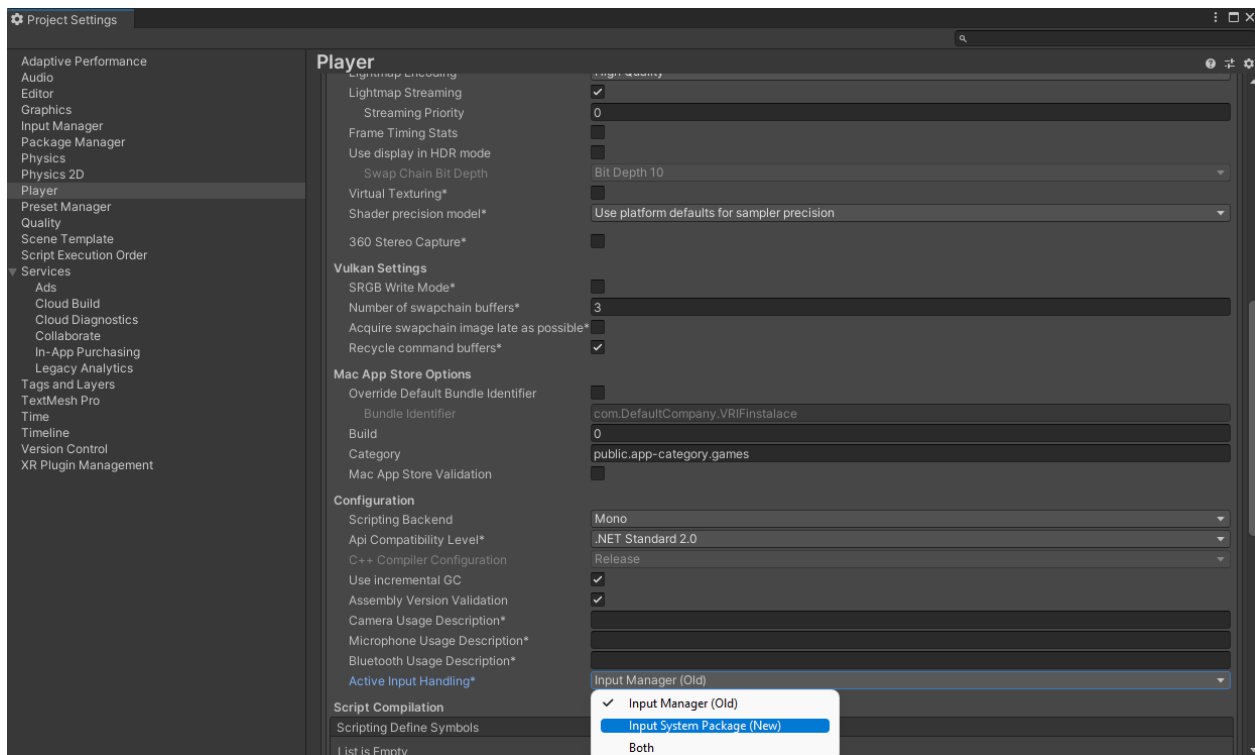 Project Settings
Adaptive Performance
Audio
Editor
Graphics
Input Manager
Package Manager
Physics
Physics 2D
Player
Preset Manager
Quality
Scene Template
Script Execution Order
Services
Ads
Cloud Build
Cloud Diagnostics
Collaborate
In-App Purchasing
Legacy Analytics
Tags and Layers
TextMesh Pro
Time
Timeline
Version Control
XR Plugin Management
Player
Lightmap Encoding High Quality
Lightmap Streaming
Streaming Priority 0
Frame Timing Stats
Use display in HDR mode
Swap Chain Bit Depth Bit Depth 10
Virtual Texturing*
Shader precision model* Use platform defaults for sampler precision
360 Stereo Capture*
Vulkan Settings
SRGB Write Mode*
Number of swapchain buffers* 3
Acquire swapchain image late as possible*
Recycle command buffers*
Mac App Store Options
Override Default Bundle Identifier
Bundle Identifier com.DefaultCompany.VRIFinstalace
Build 0
Category public.app-category.games
Mac App Store Validation
Configuration
Scripting Backend Mono
Api Compatibility Level* .NET Standard 2.0
C++ Compiler Configuration Release
Use incremental GC
Assembly Version Validation
Camera Usage Description*
Microphone Usage Description*
Bluetooth Usage Description*
Active Input Handling* Input Manager (Old)
Input Manager (Old)
Input System Package (New)
Both
Script Compilation
Scripting Define Symbols
List is Empty